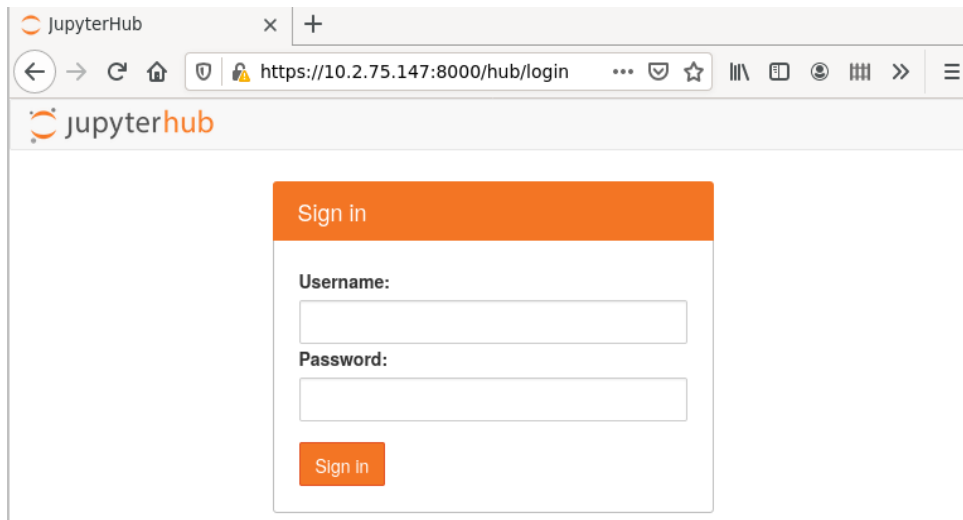 JupyterHub
https://10.2.75.147:8000/hub/login
jupyterhub
Sign in
Username:
Password:
Sign in